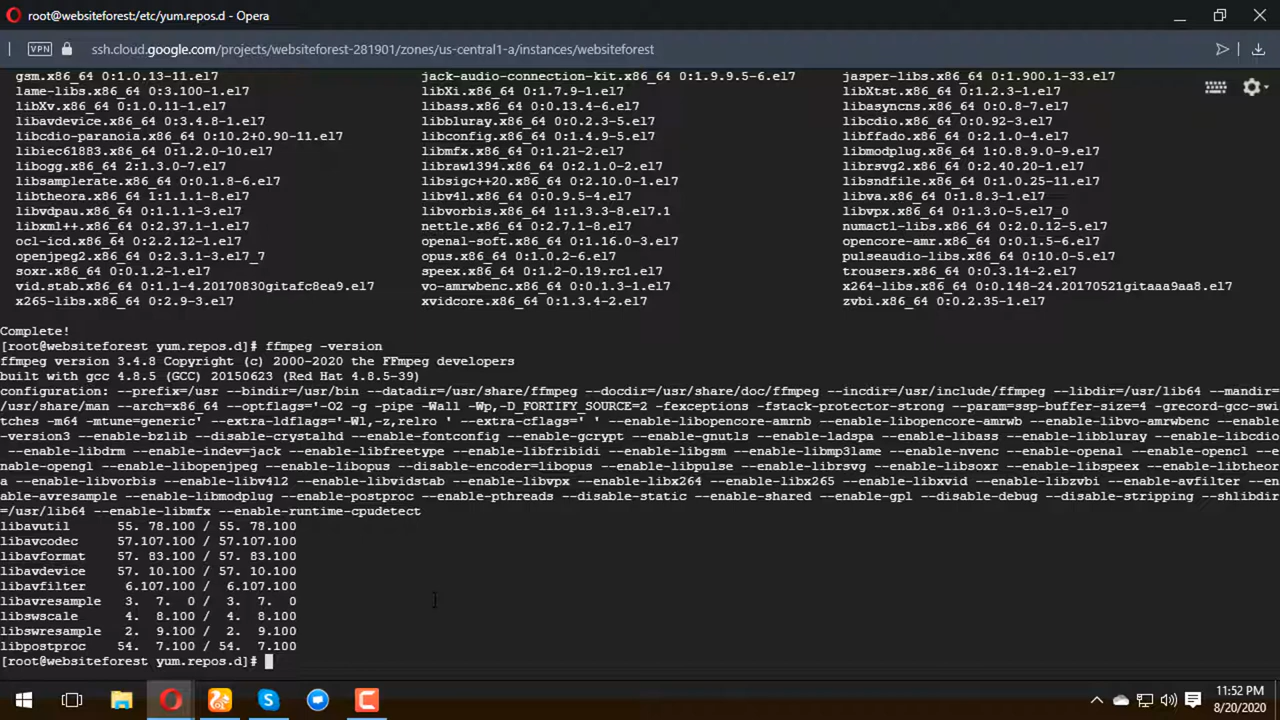 root@websiteforest:/etc/yum.repos.d - Opera
VPN ssh.cloud.google.com/projects/websiteforest-281901/zones/us-central1-a/instances/websiteforest
gsm.x86_64 0:1.0.13-11.el7 jack-audio-connection-kit.x86_64 0:1.9.9.5-6.el7 jasper-libs.x86_64 0:1.900.1-33.el7
lame-libs.x86_64 0:3.100-1.el7 libXi.x86_64 0:1.7.9-1.el7 libXtst.x86_64 0:1.2.3-1.el7
libXv.x86_64 0:1.0.11-1.el7 libass.x86_64 0:0.13.4-6.el7 libasyncns.x86_64 0:0.8-7.el7
libavdevice.x86_64 0:3.4.8-1.el7 libbluray.x86_64 0:0.2.3-5.el7 libcdio.x86_64 0:0.92-3.el7
libcdio-paranoia.x86_64 0:10.2+0.90-11.el7 libconfig.x86_64 0:1.4.9-5.el7 libffado.x86_64 0:2.1.0-4.el7
libiec61883.x86_64 0:1.2.0-10.el7 libmfx.x86_64 0:1.21-2.el7 libmodplug.x86_64 1:0.8.9.0-9.el7
libogg.x86_64 2:1.3.0-7.el7 libraw1394.x86_64 0:2.1.0-2.el7 librsvg2.x86_64 0:2.40.20-1.el7
libsamplerate.x86_64 0:0.1.8-6.el7 libsigc++20.x86_64 0:2.10.0-1.el7 libsndfile.x86_64 0:1.0.25-11.el7
libtheora.x86_64 1:1.1.1-8.el7 libv4l.x86_64 0:0.9.5-4.el7 libva.x86_64 0:1.8.3-1.el7
libvdpau.x86_64 0:1.1.1-3.el7 libvorbis.x86_64 1:1.3.3-8.el7.1 libvpx.x86_64 0:1.3.0-5.el7_0
libxml++.x86_64 0:2.37.1-1.el7 nettle.x86_64 0:2.7.1-8.el7 numactl-libs.x86_64 0:2.0.12-5.el7
ocl-icd.x86_64 0:2.2.12-1.el7 openal-soft.x86_64 0:1.16.0-3.el7 opencore-amr.x86_64 0:0.1.5-6.el7
openjpeg2.x86_64 0:2.3.1-3.el7_7 opus.x86_64 0:1.0.2-6.el7 pulseaudio-libs.x86_64 0:10.0-5.el7
soxr.x86_64 0:0.1.2-1.el7 speex.x86_64 0:1.2-0.19.rc1.el7 trousers.x86_64 0:0.3.14-2.el7
vid.stab.x86_64 0:1.1-4.20170830gitafc8ea9.el7 vo-amrwbenc.x86_64 0:0.1.3-1.el7 x264-libs.x86_64 0:0.148-24.20170521gitaaa9aa8.el7
x265-libs.x86_64 0:2.9-3.el7 xvidcore.x86_64 0:1.3.4-2.el7 zvbi.x86_64 0:0.2.35-1.el7
Complete!
[root@websiteforest yum.repos.d]# ffmpeg -version
ffmpeg version 3.4.8 Copyright (c) 2000-2020 the FFmpeg developers
built with gcc 4.8.5 (GCC) 20150623 (Red Hat 4.8.5-39)
configuration: --prefix=/usr --bindir=/usr/bin --datadir=/usr/share/ffmpeg --docdir=/usr/share/doc/ffmpeg --incdir=/usr/include/ffmpeg --libdir=/usr/lib64 --mandir=
/usr/share/man --arch=x86_64 --optflags='-O2 -g -pipe -Wall -Wp,-D_FORTIFY_SOURCE=2 -fexceptions -fstack-protector-strong --param=ssp-buffer-size=4 -grecord-gcc-swi
tches -m64 -mtune=generic' --extra-ldflags='-Wl,-z,relro ' --extra-cflags=' ' --enable-libopencore-amrnb --enable-libopencore-amrwb --enable-libvo-amrwbenc --enable
-version3 --enable-bzlib --disable-crystalhd --enable-fontconfig --enable-gcrypt --enable-gnutls --enable-ladspa --enable-libass --enable-libbluray --enable-libcdio
--enable-libdrm --enable-indev=jack --enable-libfreetype --enable-libfribidi --enable-libgsm --enable-libmp3lame --enable-nvenc --enable-openal --enable-opencl --e
nable-opengl --enable-libopenjpeg --enable-libopus --disable-encoder=libopus --enable-libpulse --enable-librsvg --enable-libsoxr --enable-libspeex --enable-libtheor
a --enable-libvorbis --enable-libv4l2 --enable-libvidstab --enable-libvpx --enable-libx264 --enable-libx265 --enable-libxvid --enable-libzvbi --enable-avfilter --en
able-avresample --enable-libmodplug --enable-postproc --enable-pthreads --disable-static --enable-shared --enable-gpl --disable-debug --disable-stripping --shlibdir
=/usr/lib64 --enable-libmfx --enable-runtime-cpudetect
libavutil 55. 78.100 / 55. 78.100
libavcodec 57.107.100 / 57.107.100
libavformat 57. 83.100 / 57. 83.100
libavdevice 57. 10.100 / 57. 10.100
libavfilter 6.107.100 / 6.107.100
libavresample 3. 7. 0 / 3. 7. 0
libswscale 4. 8.100 / 4. 8.100
libswresample 2. 9.100 / 2. 9.100
libpostproc 54. 7.100 / 54. 7.100
[root@websiteforest yum.repos.d]#
11:52 PM
8/20/2020